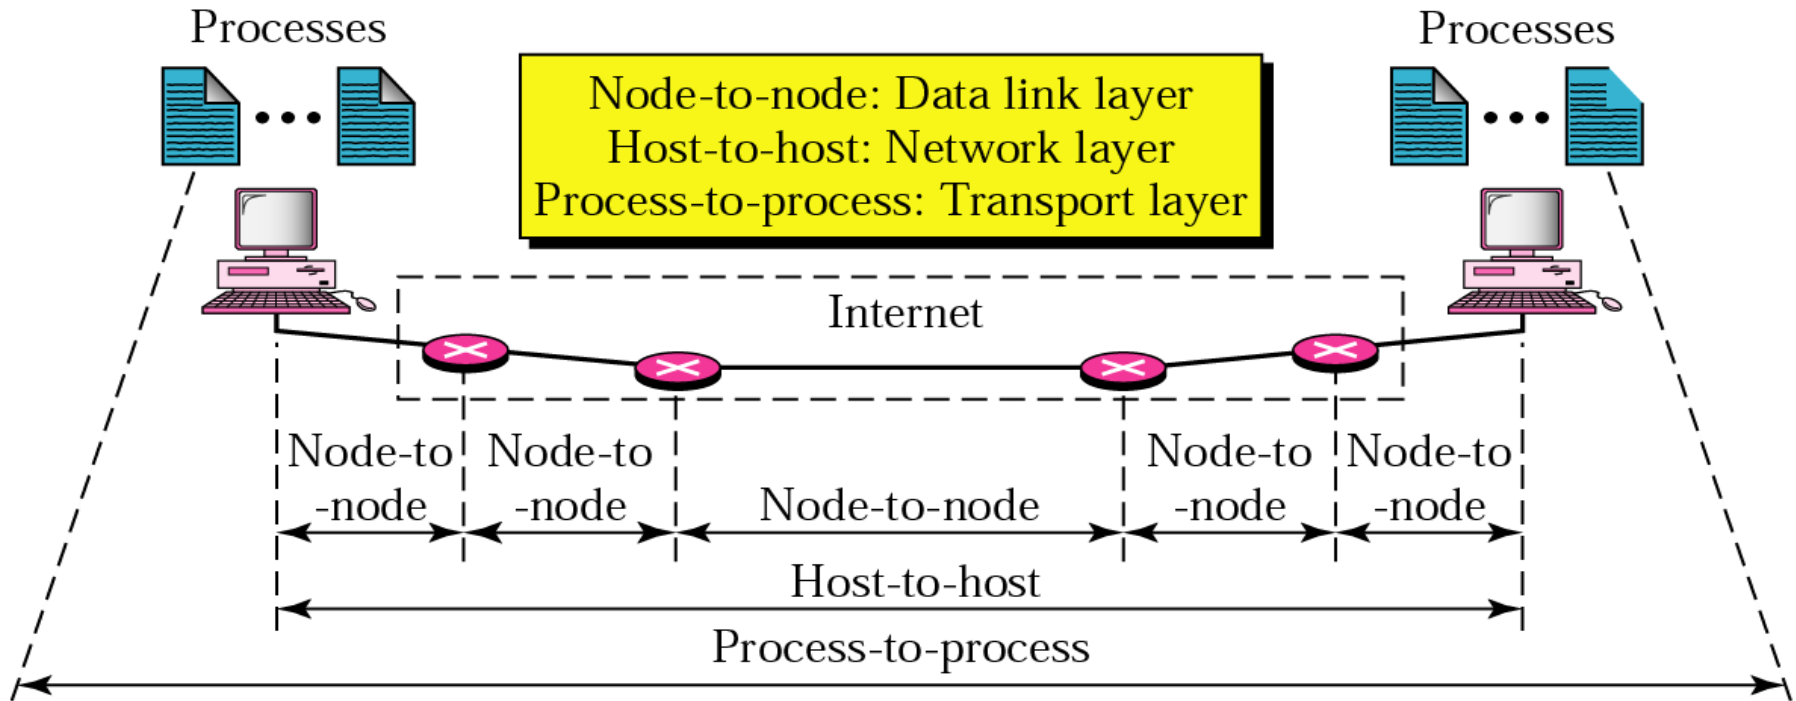 Processes
Processes
Node-to-node: Data link layer
Host-to-host: Network layer
Process-to-process: Transport layer
Internet
Node-to
-node
Node-to
-node
Node-to-node
Node-to
-node
Node-to
-node
Host-to-host
Process-to-process